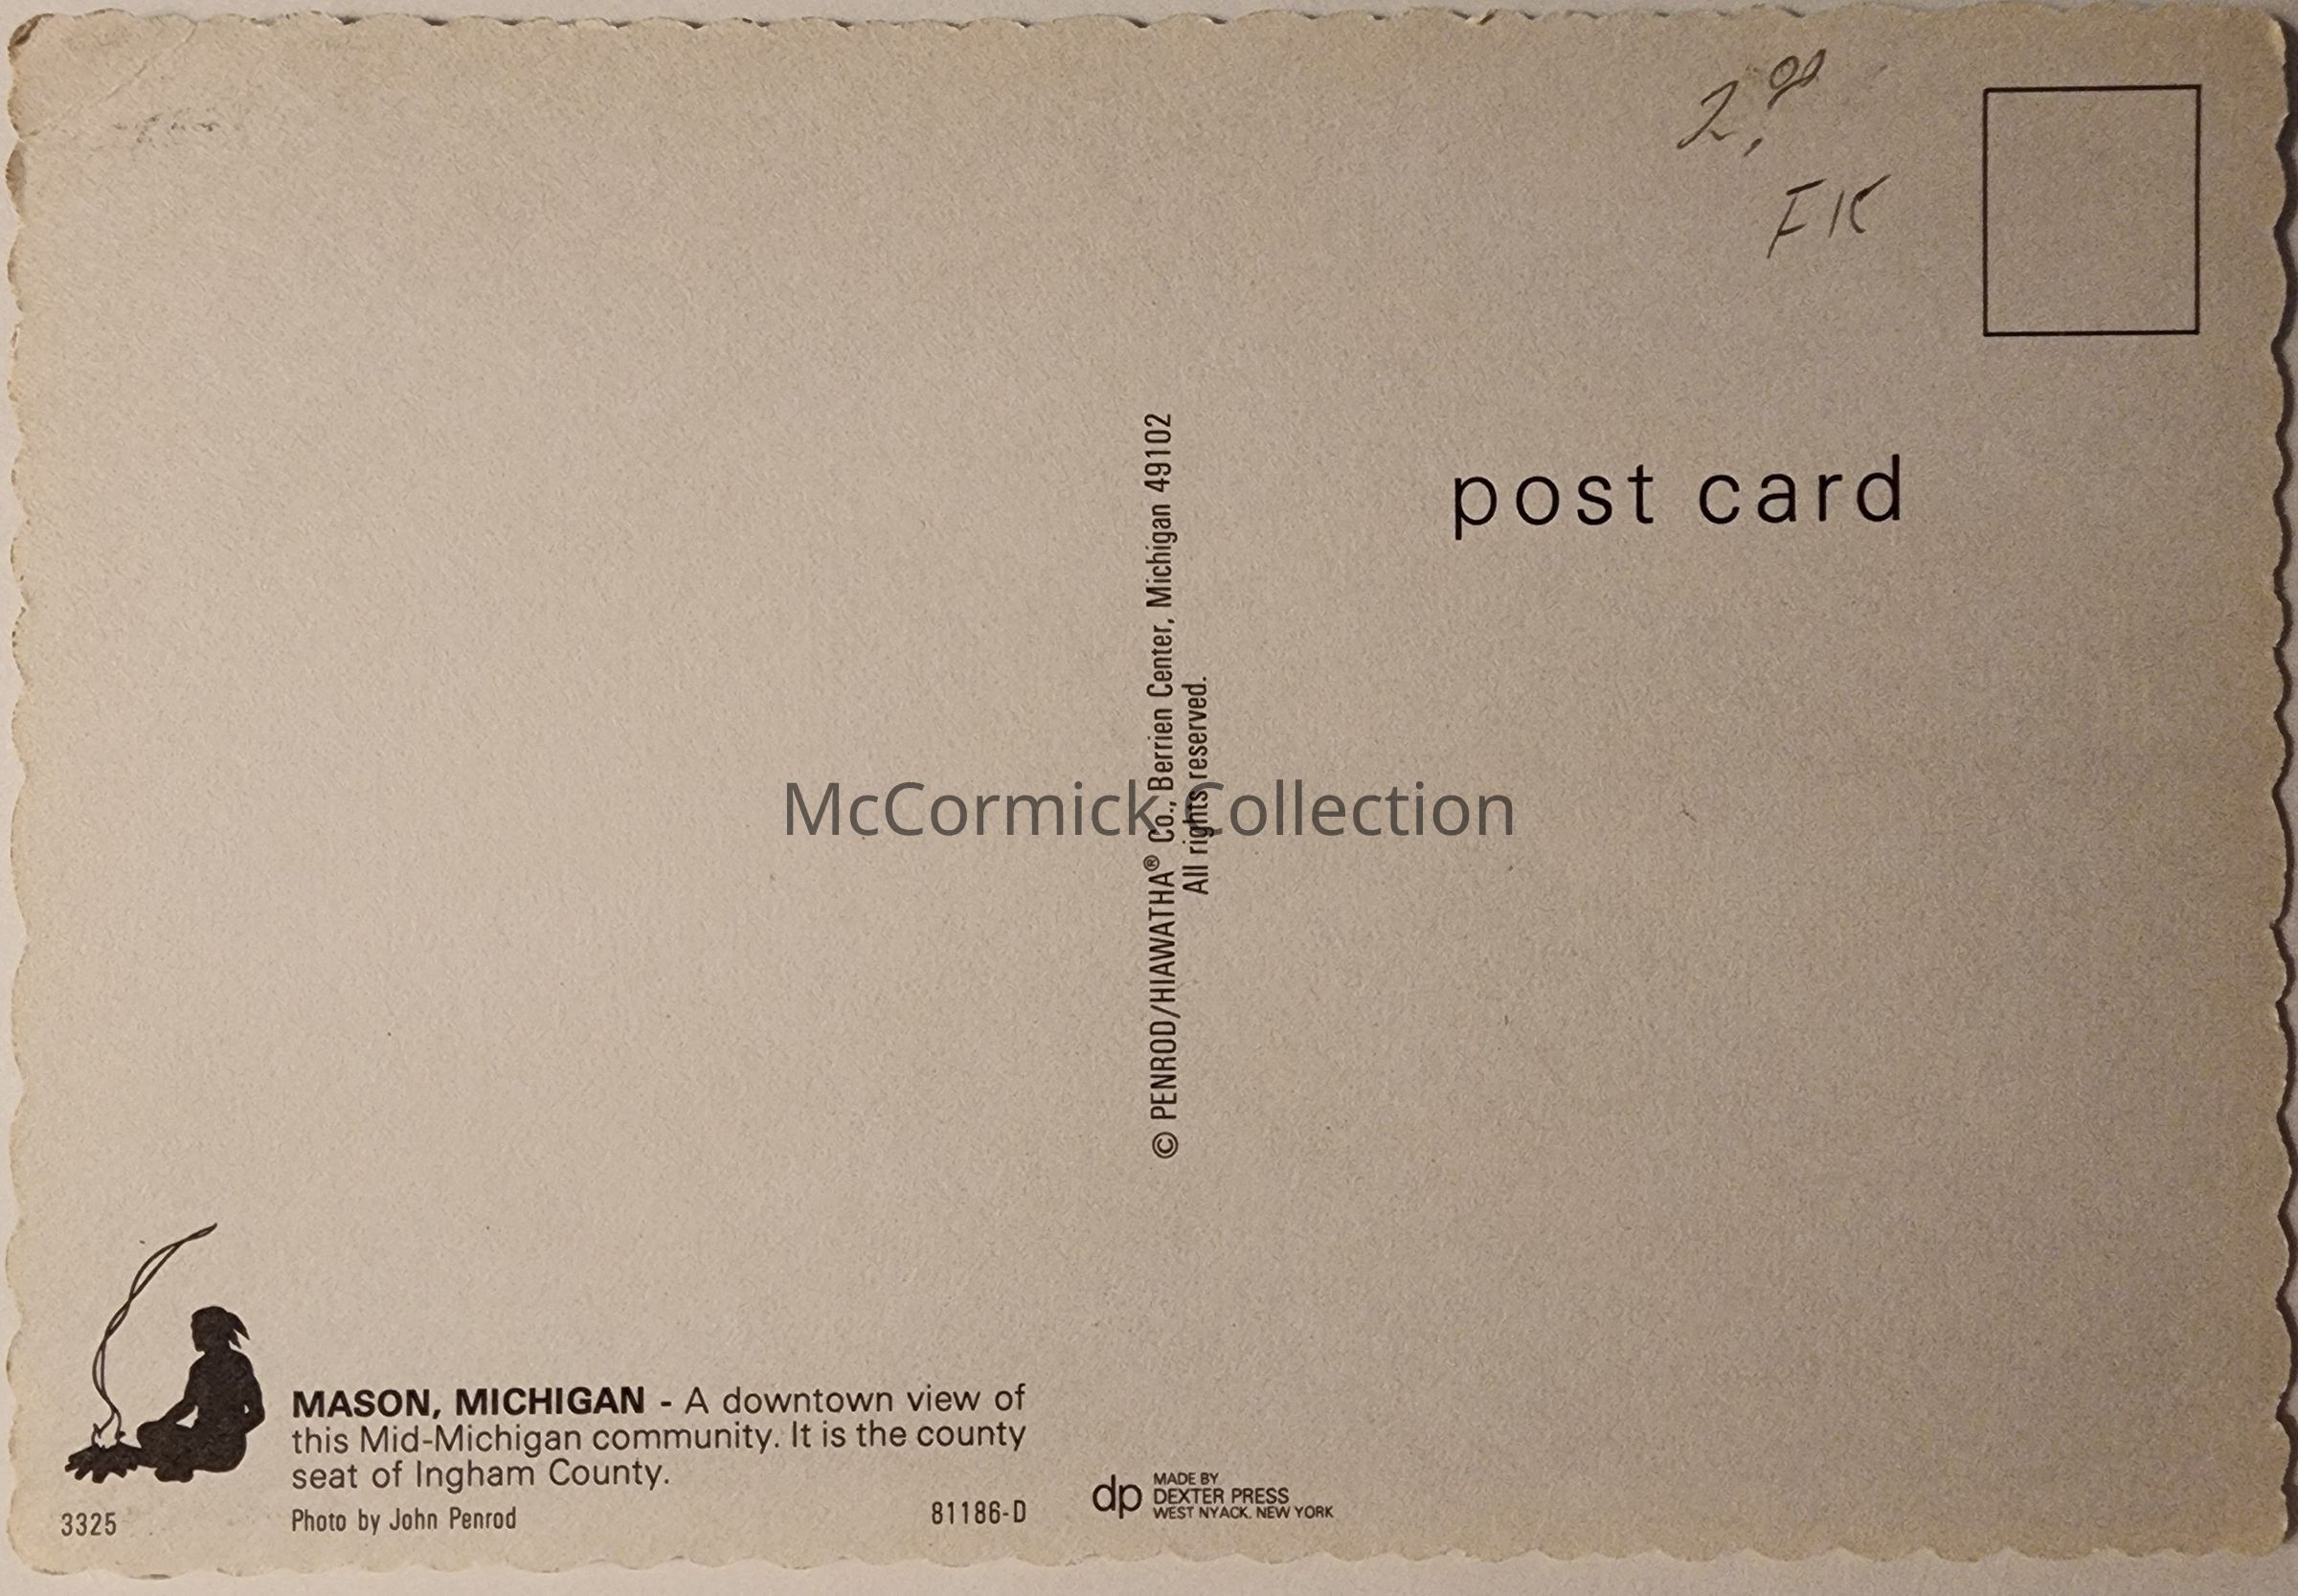 2.00
FK
post card
© PENROD/HIAWATHA® Co., Berrien Center, Michigan 49102
All rights reserved.
McCormick Collection
MASON, MICHIGAN - A downtown view of
this Mid-Michigan community. It is the county
seat of Ingham County.
3325
Photo by John Penrod
81186-D
dp
MADE BY
DEXTER PRESS
WEST NYACK, NEW YORK